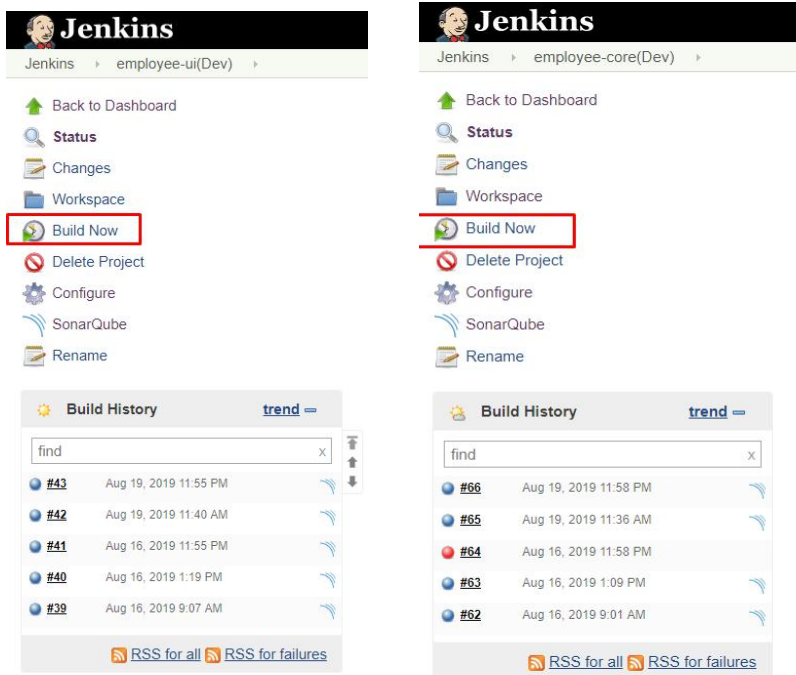 Jenkins
Jenkins employee-ui(Dev)
Back to Dashboard
Status
Changes
Workspace
Build Now
Delete Project
Configure
SonarQube
Rename
Build History trend
find x
#43 Aug 19, 2019 11:55 PM
#42 Aug 19, 2019 11:40 AM
#41 Aug 16, 2019 11:55 PM
#40 Aug 16, 2019 1:19 PM
#39 Aug 16, 2019 9:07 AM
RSS for all RSS for failures
Jenkins
Jenkins employee-core(Dev)
Back to Dashboard
Status
Changes
Workspace
Build Now
Delete Project
Configure
SonarQube
Rename
Build History trend
find x
#66 Aug 19, 2019 11:58 PM
#65 Aug 19, 2019 11:36 AM
#64 Aug 16, 2019 11:58 PM
#63 Aug 16, 2019 1:09 PM
#62 Aug 16, 2019 9:01 AM
RSS for all RSS for failures